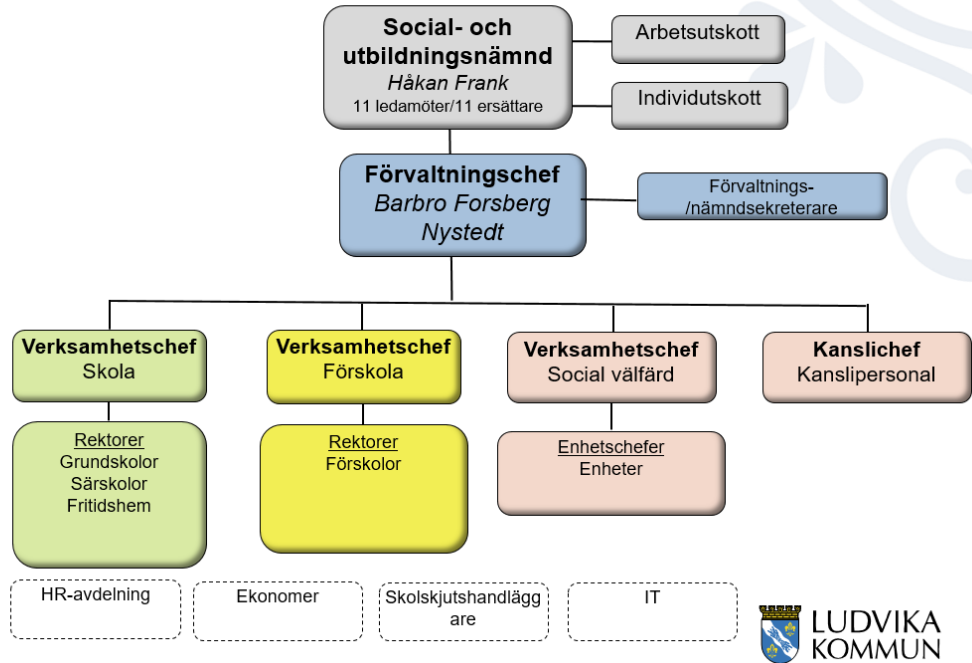 Social- och
utbildningsnämnd
Håkan Frank
11 ledamöter/11 ersättare
Arbetsutskott
Individutskott
Förvaltningschef
Barbro Forsberg
Nystedt
Förvaltnings-
/nämndsekreterare
Verksamhetschef
Skola
Verksamhetschef
Förskola
Verksamhetschef
Social välfärd
Kanslichef
Kanslipersonal
Rektorer
Grundskolor
Särskolor
Fritidshem
Rektorer
Förskolor
Enhetschefer
Enheter
HR-avdelning
Ekonomer
Skolskjutshandlägg
are
IT
LUDVIKA
KOMMUN